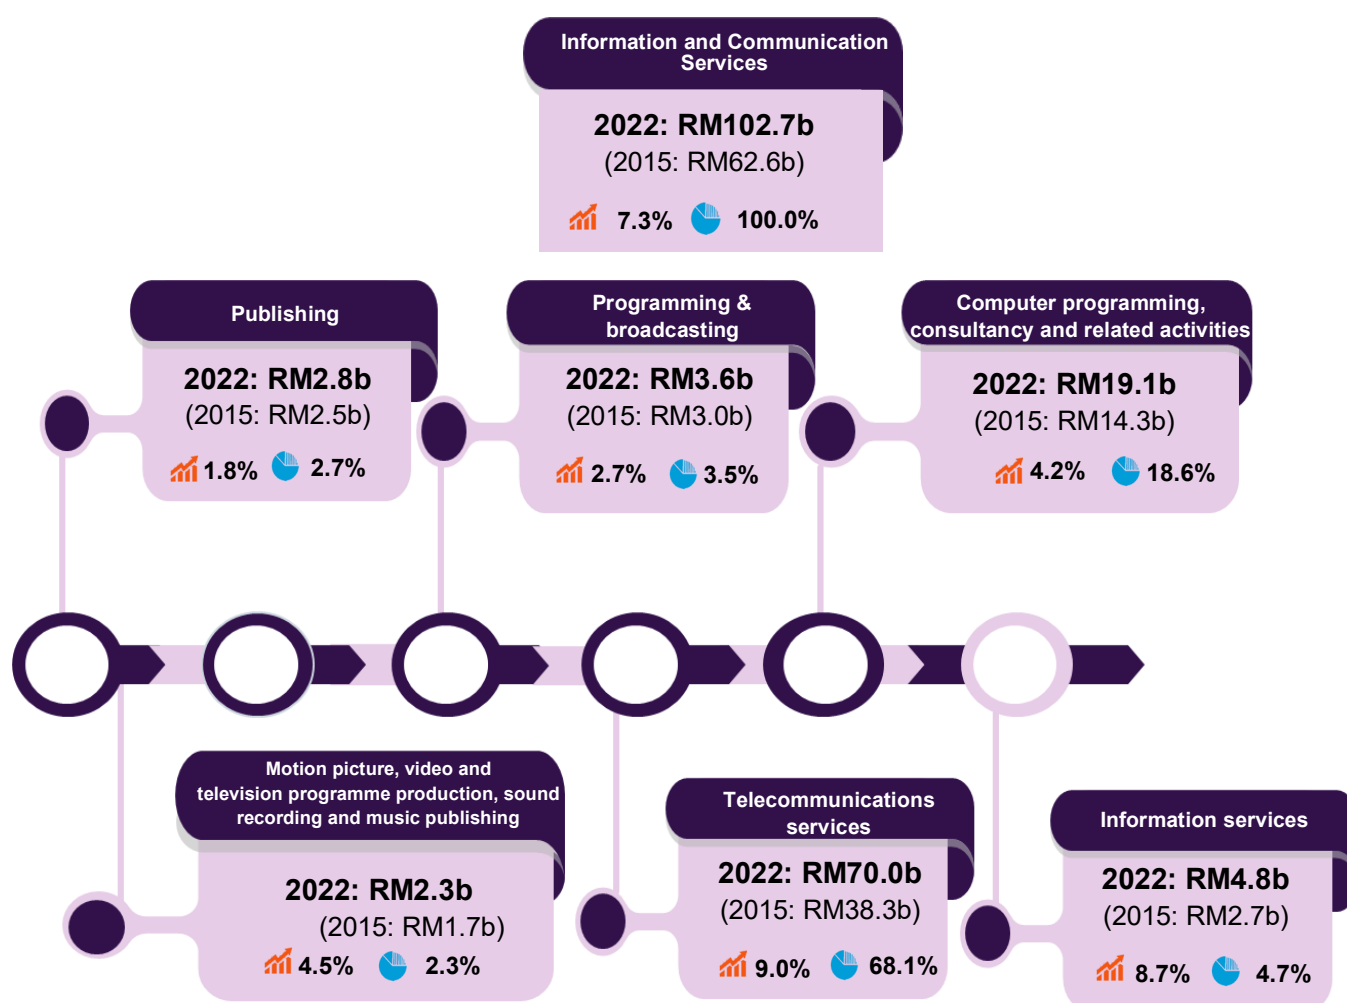 Information and Communication
Services
2022: RM102.7b
(2015: RM62.6b)
7.3% 100.0%
Publishing
2022: RM2.8b
(2015: RM2.5b)
1.8% 2.7%
Programming &
broadcasting
2022: RM3.6b
(2015: RM3.0b)
2.7% 3.5%
Computer programming,
consultancy and related activities
2022: RM19.1b
(2015: RM14.3b)
4.2% 18.6%
Motion picture, video and
television programme production, sound
recording and music publishing
2022: RM2.3b
(2015: RM1.7b)
4.5% 2.3%
Telecommunications
services
2022: RM70.0b
(2015: RM38.3b)
9.0% 68.1%
Information services
2022: RM4.8b
(2015: RM2.7b)
8.7% 4.7%